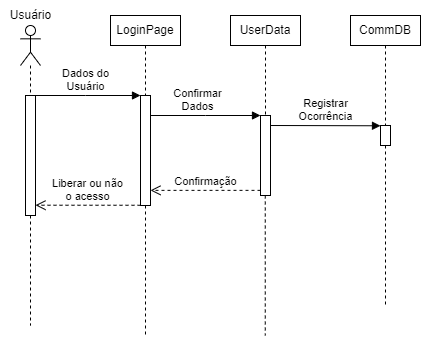 Usuário
LoginPage
UserData
CommDB
Dados do
Usuário
Confirmar
Dados
Registrar
Ocorrência
Confirmação
Liberar ou não
o acesso